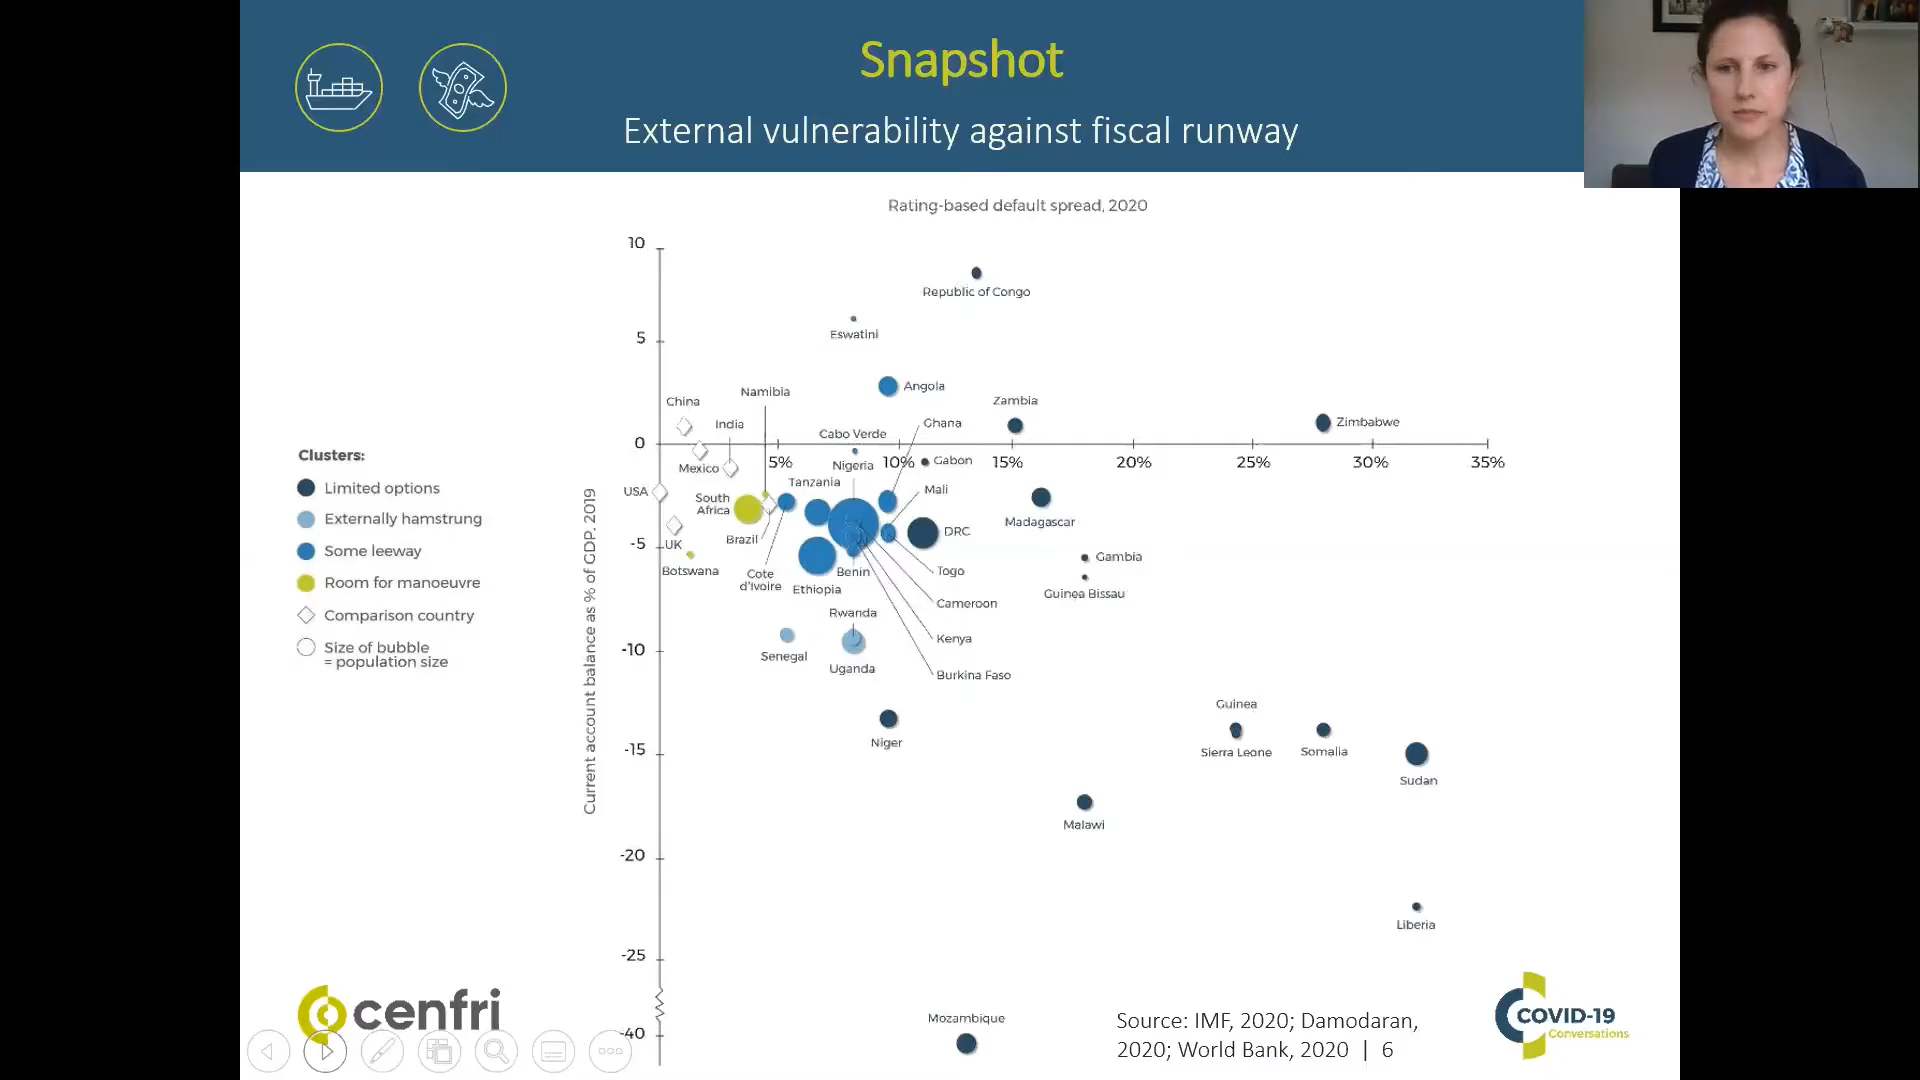 Snapshot
External vulnerability against fiscal runway
Rating-based default spread, 2020
10
Republic of Congo
5
Eswatini
Angola
Namibia
China
Zambia
India
Ghana
Zimbabwe
Cabo Verde
0
5%
10%
15%
20%
25%
30%
35%
Mexico
Nigeria
Gabon
Tanzania
Mali
USA
South
Africa
Madagascar
Brazil
DRC
-5
UK
Botswana
Cote
d'Ivoire
Ethiopia
Benin
Togo
Gambia
Guinea Bissau
Cameroon
Rwanda
Kenya
-10
Senegal
Uganda
Burkina Faso
Niger
Guinea
-15
Sierra Leone
Somalia
Sudan
Malawi
-20
Liberia
-25
-40
Mozambique
Current account balance as % of GDP, 2019
Clusters:
Limited options
Externally hamstrung
Some leeway
Room for manoeuvre
Comparison country
Size of bubble
= population size
cenfri
Source: IMF, 2020; Damodaran,
2020; World Bank, 2020 | 6
COVID-19
Conversations